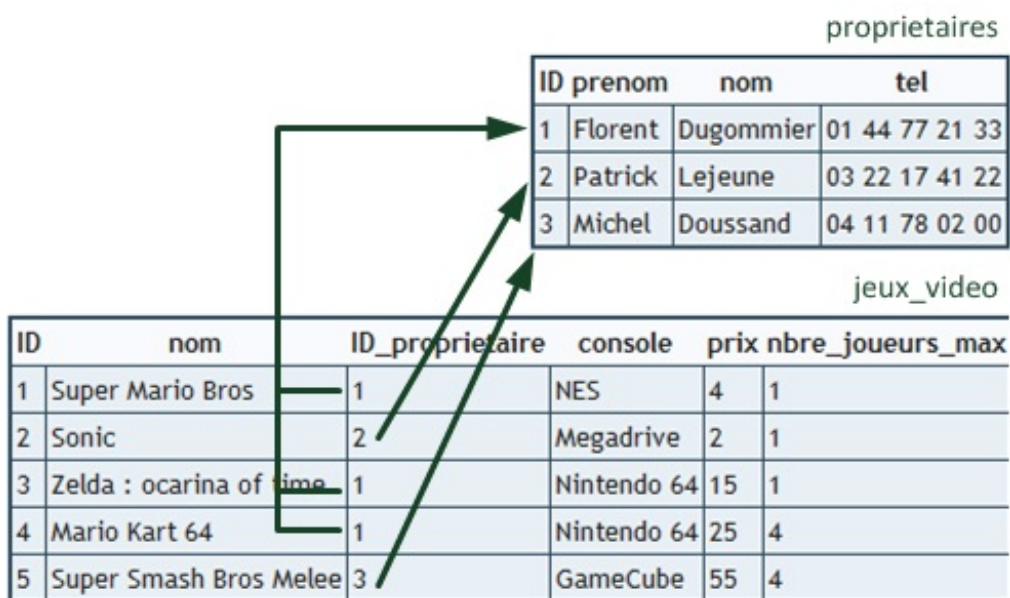 proprietaires
ID prenom nom tel
1 Florent Dugommier 01 44 77 21 33
2 Patrick Lejeune 03 22 17 41 22
3 Michel Doussand 04 11 78 02 00
jeux_video
ID nom ID_proprietaire console prix nbre_joueurs_max
1 Super Mario Bros 1 NES 4 1
2 Sonic 2 Megadrive 2 1
3 Zelda : ocarina of time 1 Nintendo 64 15 1
4 Mario Kart 64 1 Nintendo 64 25 4
5 Super Smash Bros Melee 3 GameCube 55 4